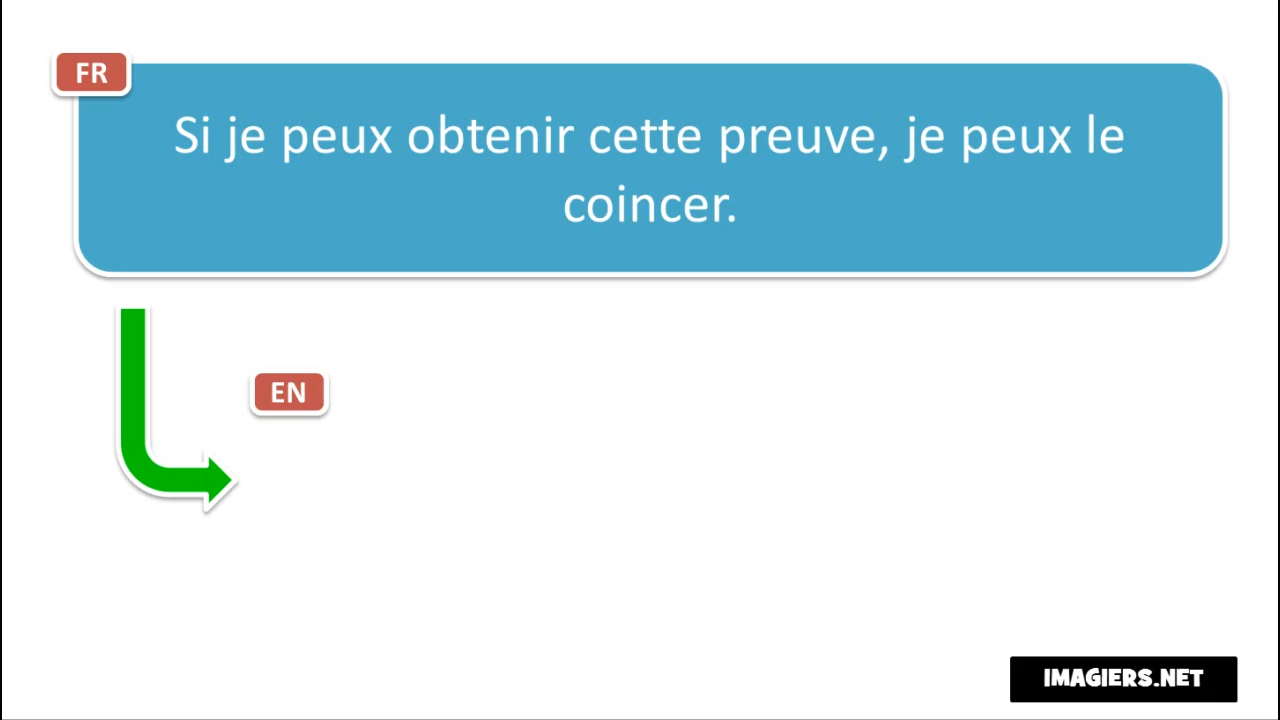 FR
Si je peux obtenir cette preuve, je peux le
coincer.
EN
IMAGIERS.NET